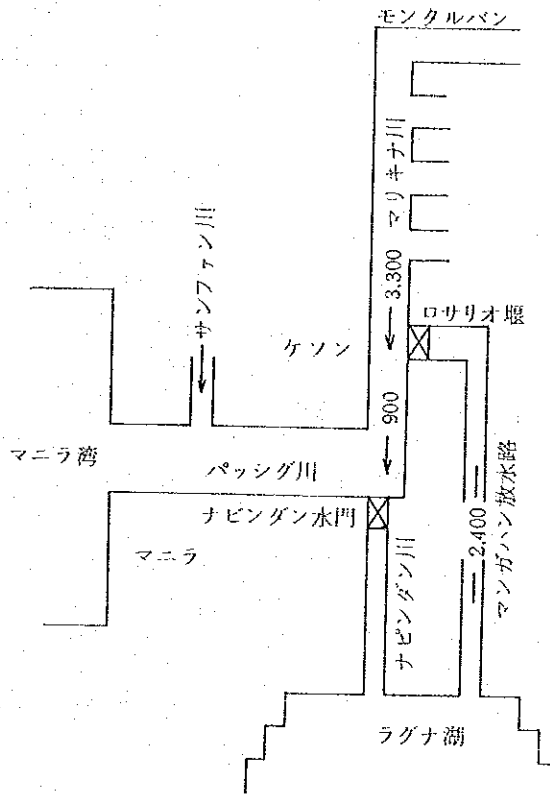 モンタルバン
マリキナ川
サンファン川
3.300
ロサリオ堰
ケソン
900
マニラ湾
パッシグ川
ナピンダン水門
マニラ
ナピンダン川
2.400
マンガハン放水路
ラグナ湖